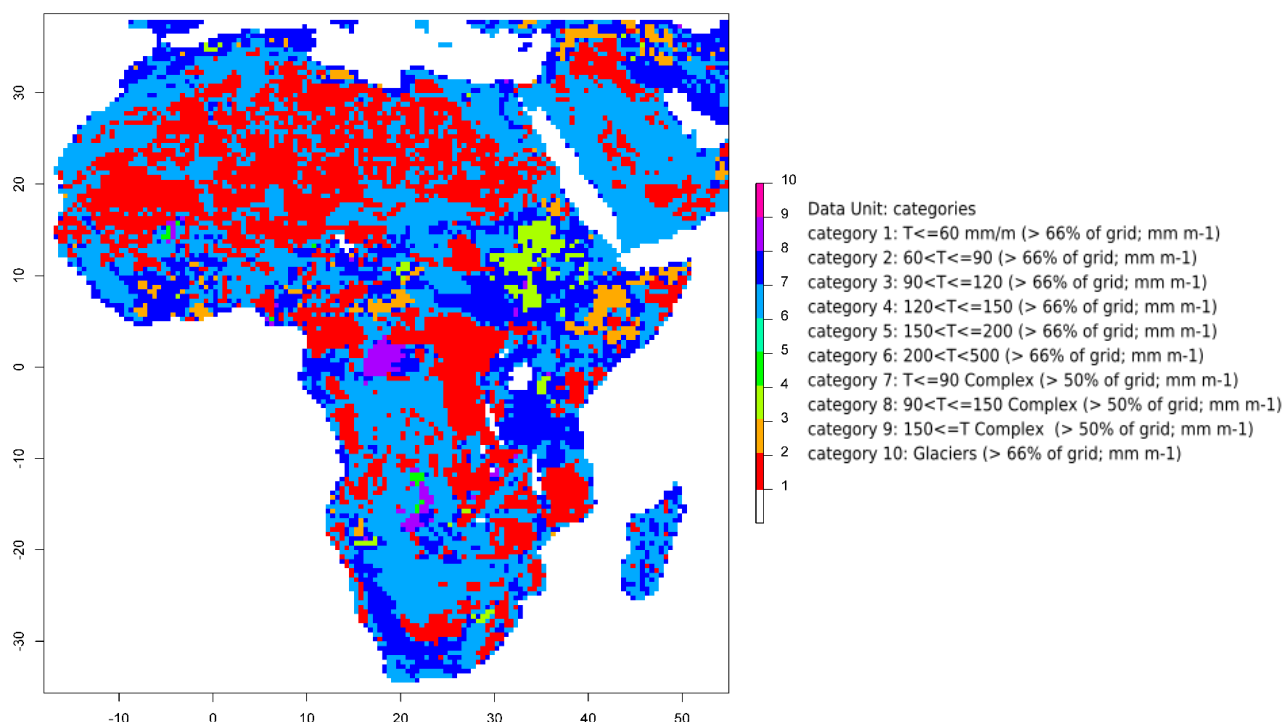 30
20
10
0
-10
-20
-30
-10
0
10
20
30
40
50
10
9
8
7
6
5
4
3
2
1
Data Unit: categories
category 1: T<=60 mm/m (> 66% of grid; mm m-1)
category 2: 60<T<=90 (> 66% of grid; mm m-1)
category 3: 90<T<=120 (> 66% of grid; mm m-1)
category 4: 120<T<=150 (> 66% of grid; mm m-1)
category 5: 150<T<=200 (> 66% of grid; mm m-1)
category 6: 200<T<500 (> 66% of grid; mm m-1)
category 7: T<=90 Complex (> 50% of grid; mm m-1)
category 8: 90<T<=150 Complex (> 50% of grid; mm m-1)
category 9: 150<=T Complex  (> 50% of grid; mm m-1)
category 10: Glaciers (> 66% of grid; mm m-1)